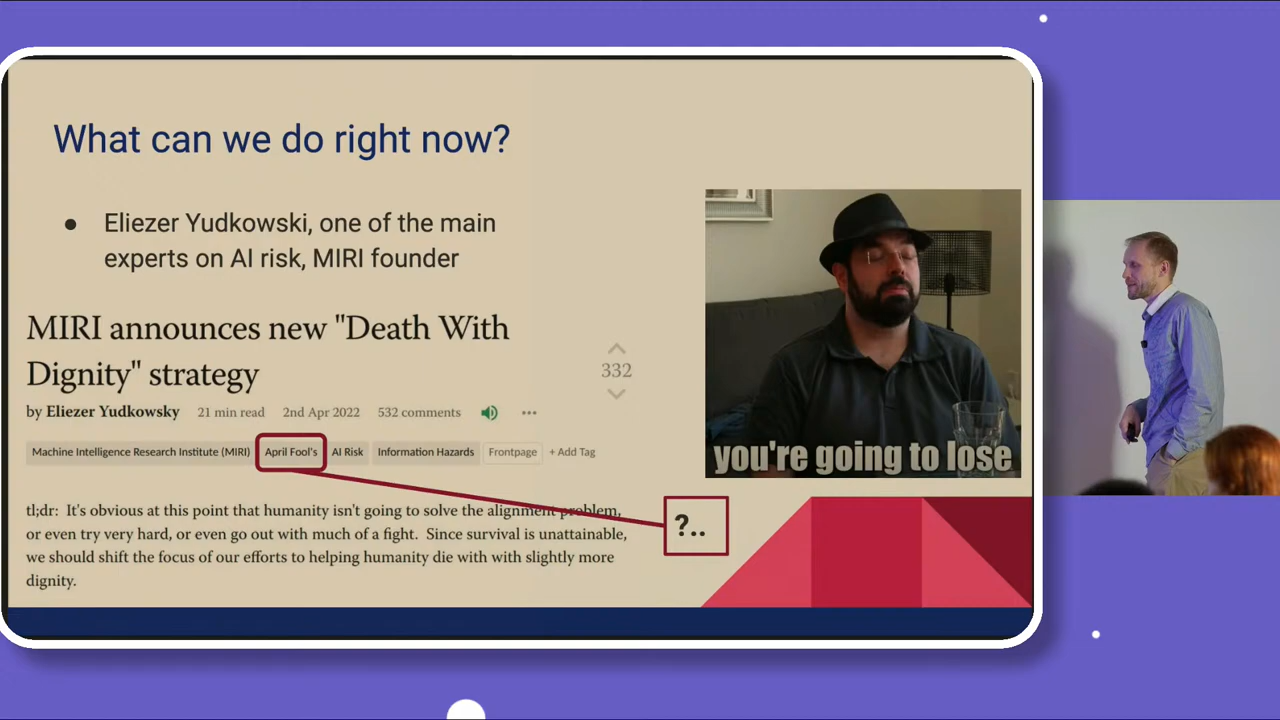 What can we do right now?
● Eliezer Yudkowski, one of the main
experts on AI risk, MIRI founder
MIRI announces new "Death With
Dignity" strategy
332
by Eliezer Yudkowsky 21 min read 2nd Apr 2022 532 comments
Machine Intelligence Research Institute (MIRI) April Fool's AI Risk Information Hazards Frontpage + Add Tag
tl;dr: It's obvious at this point that humanity isn't going to solve the alignment problem,
or even try very hard, or even go out with much of a fight. Since survival is unattainable,
we should shift the focus of our efforts to helping humanity die with with slightly more
dignity.
you're going to lose
?..